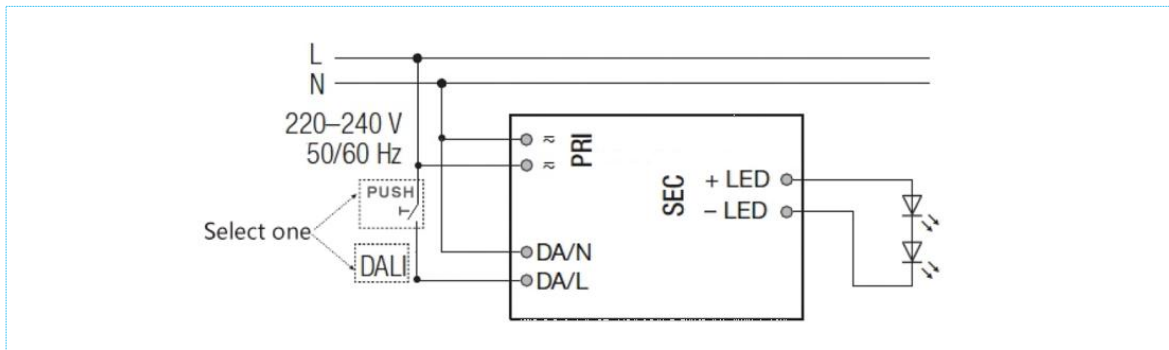 L
N
220–240 V
50/60 Hz
PUSH
Select one
DALI
≂ PRI
≂
DA/N
DA/L
SEC
+ LED
– LED